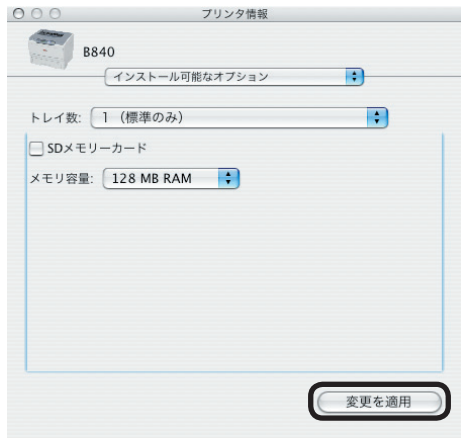 プリンタ情報
B840
インストール可能なオプション
トレイ数: 1 （標準のみ）
SDメモリーカード
メモリ容量: 128 MB RAM
変更を適用